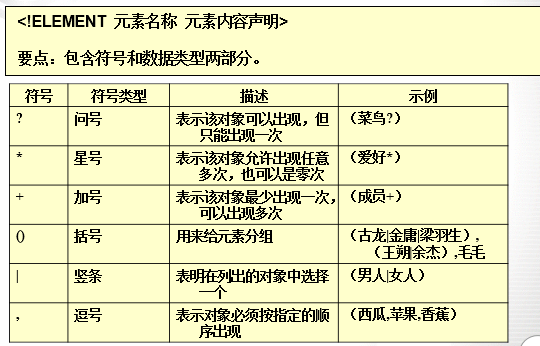 <!ELEMENT 元素名称 元素内容声明>
要点：包含符号和数据类型两部分。
符号 符号类型 描述 示例
? 问号 表示该对象可以出现，但只能出现一次 （菜鸟?）
* 星号 表示该对象允许出现任意多次，也可以是零次 （爱好*）
+ 加号 表示该对象最少出现一次，可以出现多次 （成员+）
() 括号 用来给元素分组 （古龙|金庸|梁羽生），（王朔|余杰）,毛毛
| 竖条 表明在列出的对象中选择一个 （男人|女人）
, 逗号 表示对象必须按指定的顺序出现 （西瓜,苹果,香蕉）